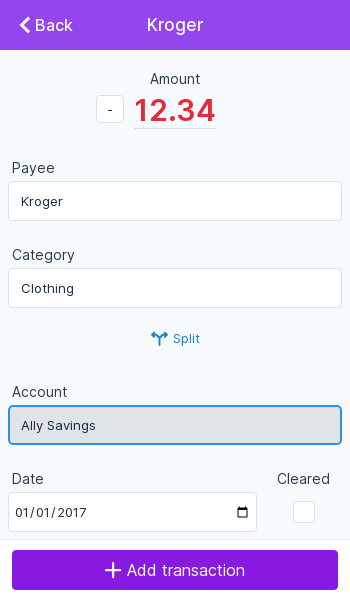 Back
Kroger
Amount
-
12.34
Payee
Kroger
Category
Clothing
Split
Account
Ally Savings
Date
Cleared
01/01/2017
Add transaction